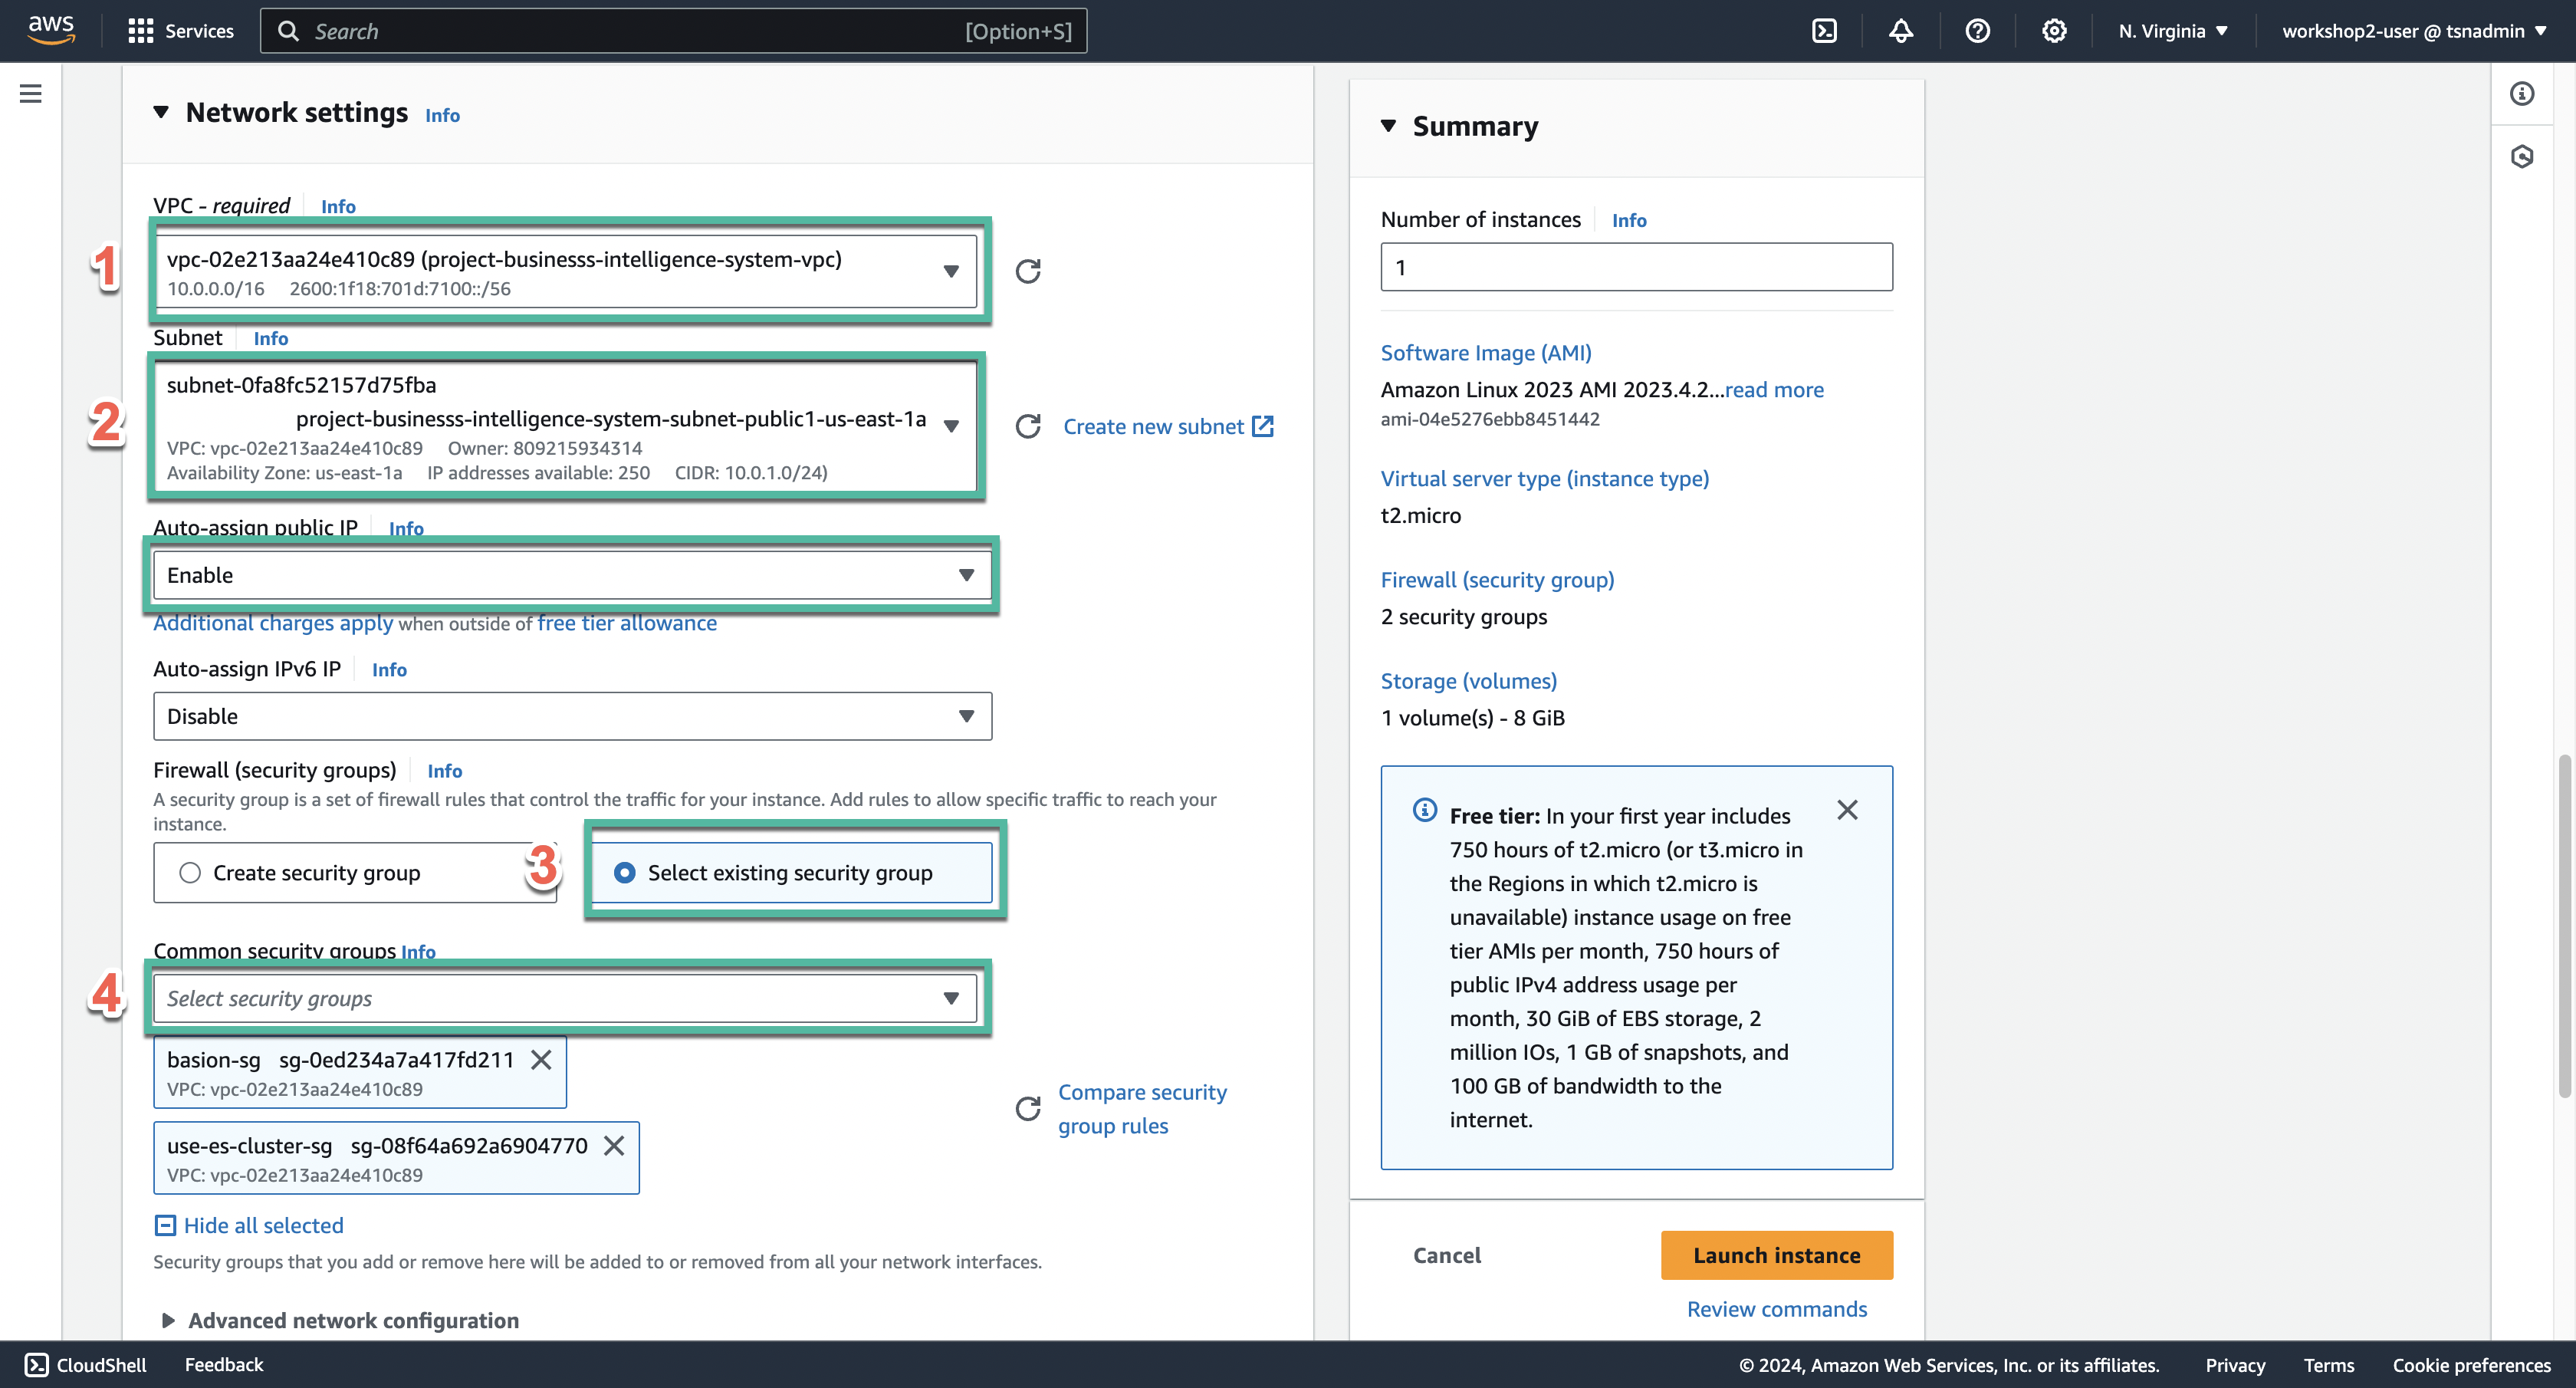 aws
Services
Search
[Option+S]
N. Virginia
workshop2-user @ tsnadmin
Network settings Info
VPC - required Info
1
vpc-02e213aa24e410c89 (project-businesss-intelligence-system-vpc)
10.0.0.0/16 2600:1f18:701d:7100::/56
Subnet Info
2
subnet-0fa8fc52157d75fba
project-businesss-intelligence-system-subnet-public1-us-east-1a
VPC: vpc-02e213aa24e410c89 Owner: 809215934314
Availability Zone: us-east-1a IP addresses available: 250 CIDR: 10.0.1.0/24)
Create new subnet
Auto-assign public IP Info
Enable
Additional charges apply when outside of free tier allowance
Auto-assign IPv6 IP Info
Disable
Firewall (security groups) Info
A security group is a set of firewall rules that control the traffic for your instance. Add rules to allow specific traffic to reach your
instance.
Create security group
3
Select existing security group
Common security groups Info
4
Select security groups
basion-sg sg-0ed234a7a417fd211
VPC: vpc-02e213aa24e410c89
use-es-cluster-sg sg-08f64a692a6904770
VPC: vpc-02e213aa24e410c89
Compare security
group rules
Hide all selected
Security groups that you add or remove here will be added to or removed from all your network interfaces.
Advanced network configuration
Summary
Number of instances Info
1
Software Image (AMI)
Amazon Linux 2023 AMI 2023.4.2...read more
ami-04e5276ebb8451442
Virtual server type (instance type)
t2.micro
Firewall (security group)
2 security groups
Storage (volumes)
1 volume(s) - 8 GiB
Free tier: In your first year includes
750 hours of t2.micro (or t3.micro in
the Regions in which t2.micro is
unavailable) instance usage on free
tier AMIs per month, 750 hours of
public IPv4 address usage per
month, 30 GiB of EBS storage, 2
million IOs, 1 GB of snapshots, and
100 GB of bandwidth to the
internet.
Cancel
Launch instance
Review commands
CloudShell
Feedback
© 2024, Amazon Web Services, Inc. or its affiliates.
Privacy
Terms
Cookie preferences